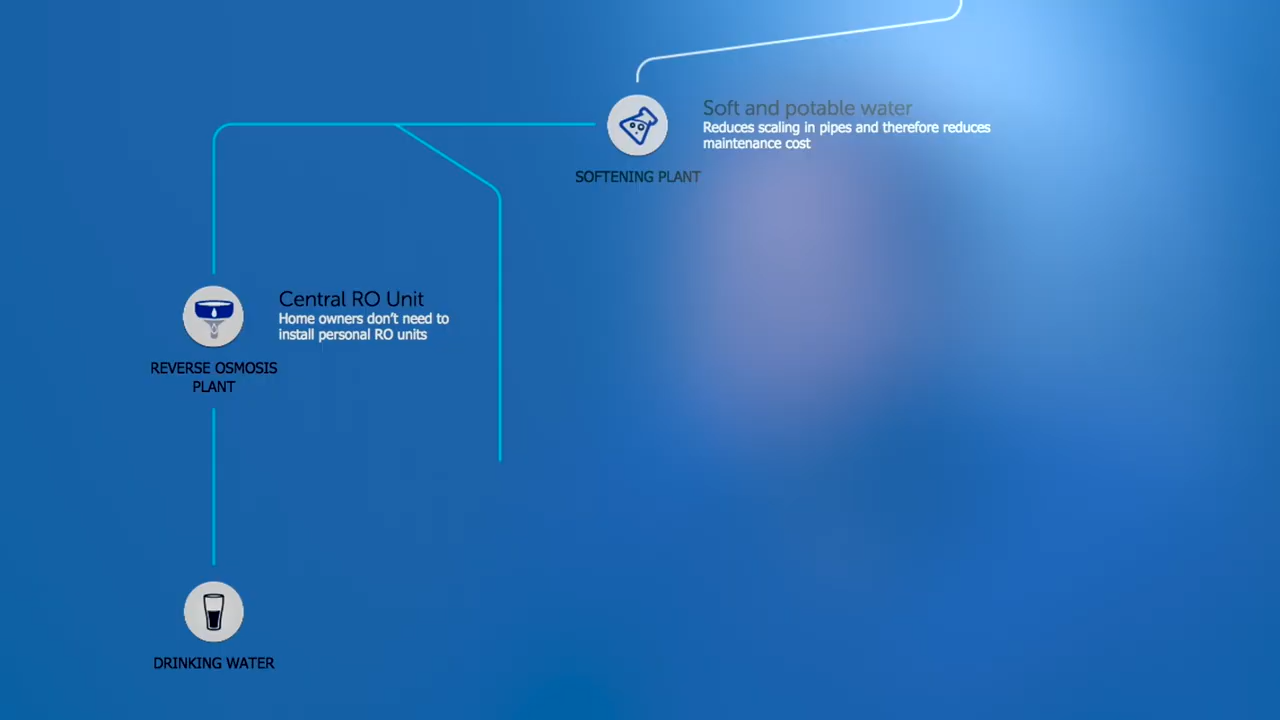 Soft and potable water
Reduces scaling in pipes and therefore reduces
maintenance cost
SOFTENING PLANT
Central RO Unit
Home owners don't need to
install personal RO units
REVERSE OSMOSIS
PLANT
DRINKING WATER